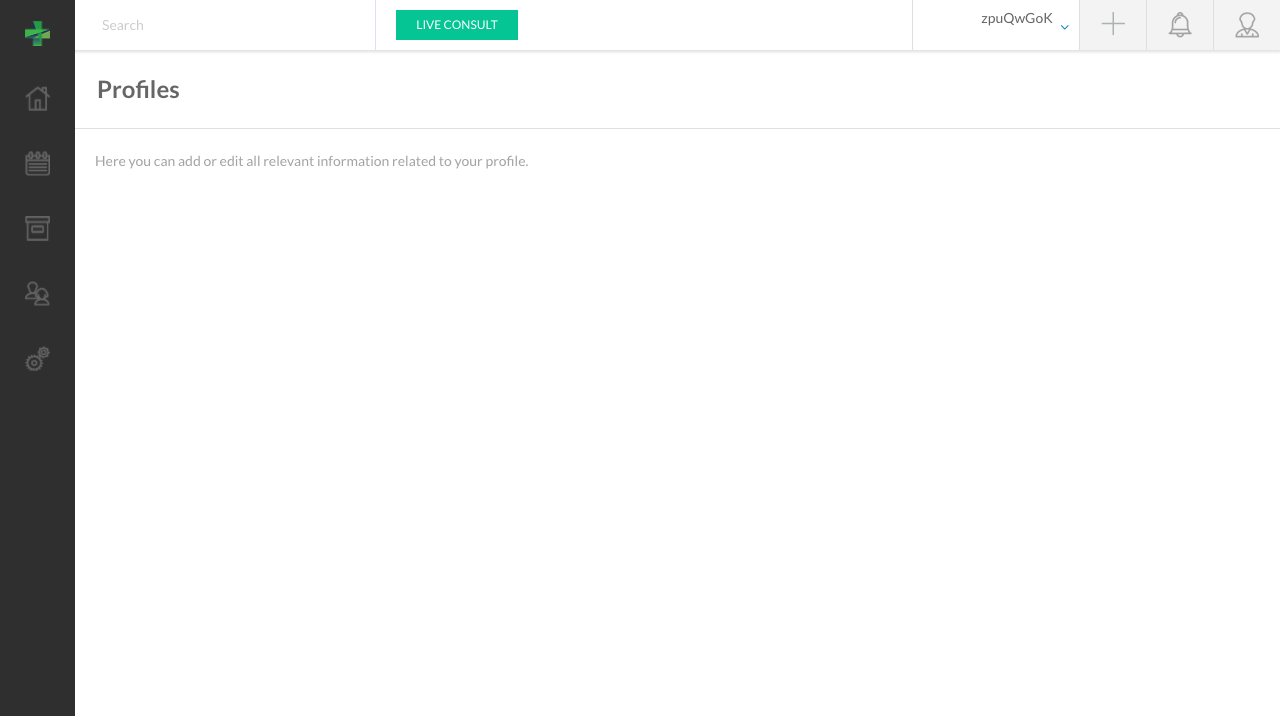 Search
LIVE CONSULT
zpuQwGoK
Profiles
Here you can add or edit all relevant information related to your profile.